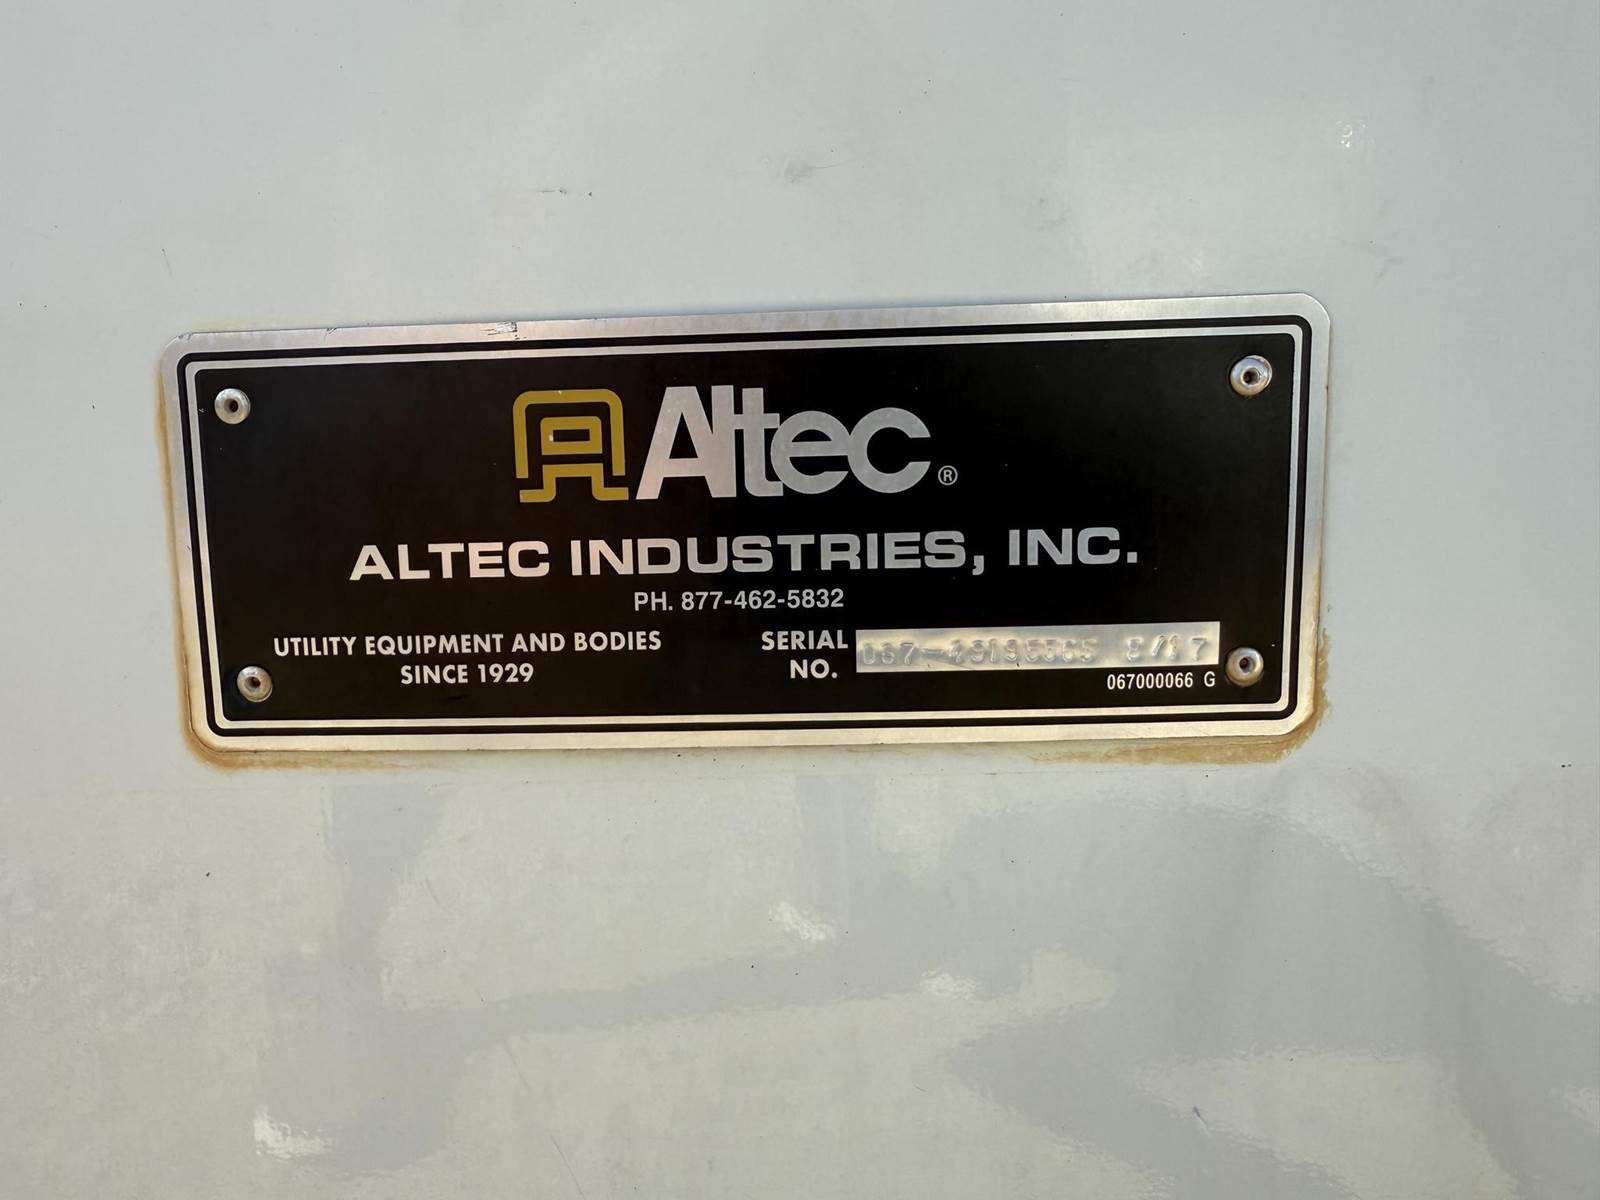 Altec®
ALTEC INDUSTRIES, INC.
PH. 877-462-5832
UTILITY EQUIPMENT AND BODIES
SINCE 1929
SERIAL
NO.
067000066 G